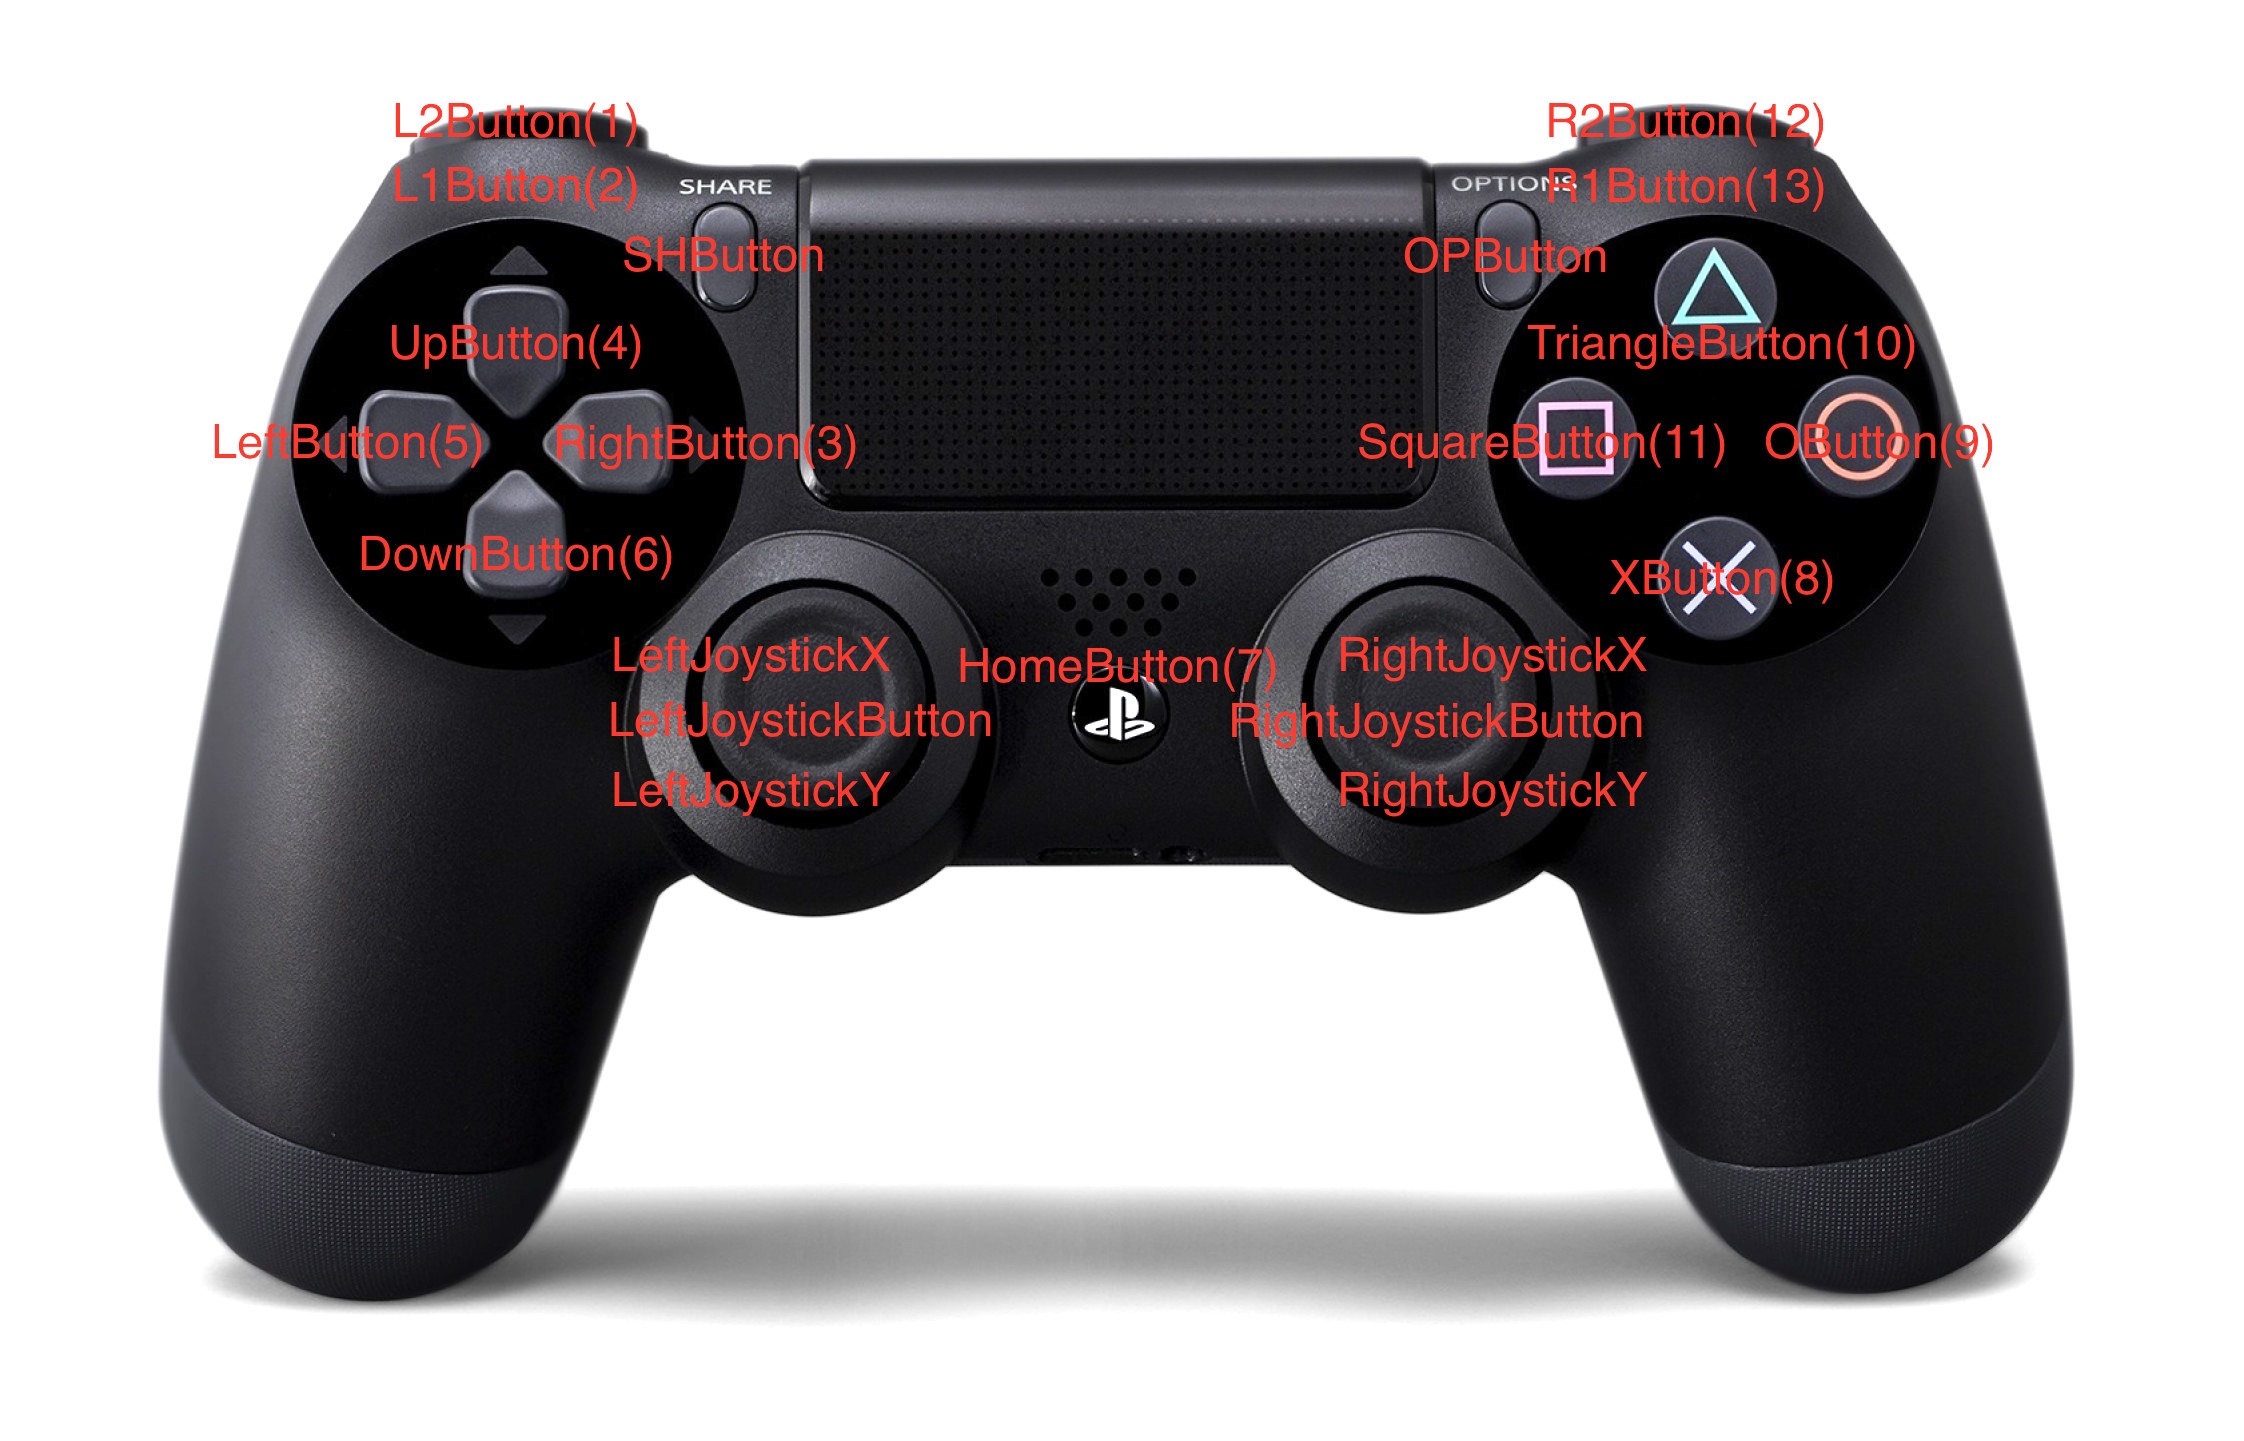 L2Button(1)
R2Button(12)
L1Button(2)
SHARE
OPTIONS
R1Button(13)
SHButton
OPButton
UpButton(4)
TriangleButton(10)
LeftButton(5)
RightButton(3)
SquareButton(11)
OButton(9)
DownButton(6)
XButton(8)
LeftJoystickX
HomeButton(7)
RightJoystickX
LeftJoystickButton
RightJoystickButton
LeftJoystickY
RightJoystickY